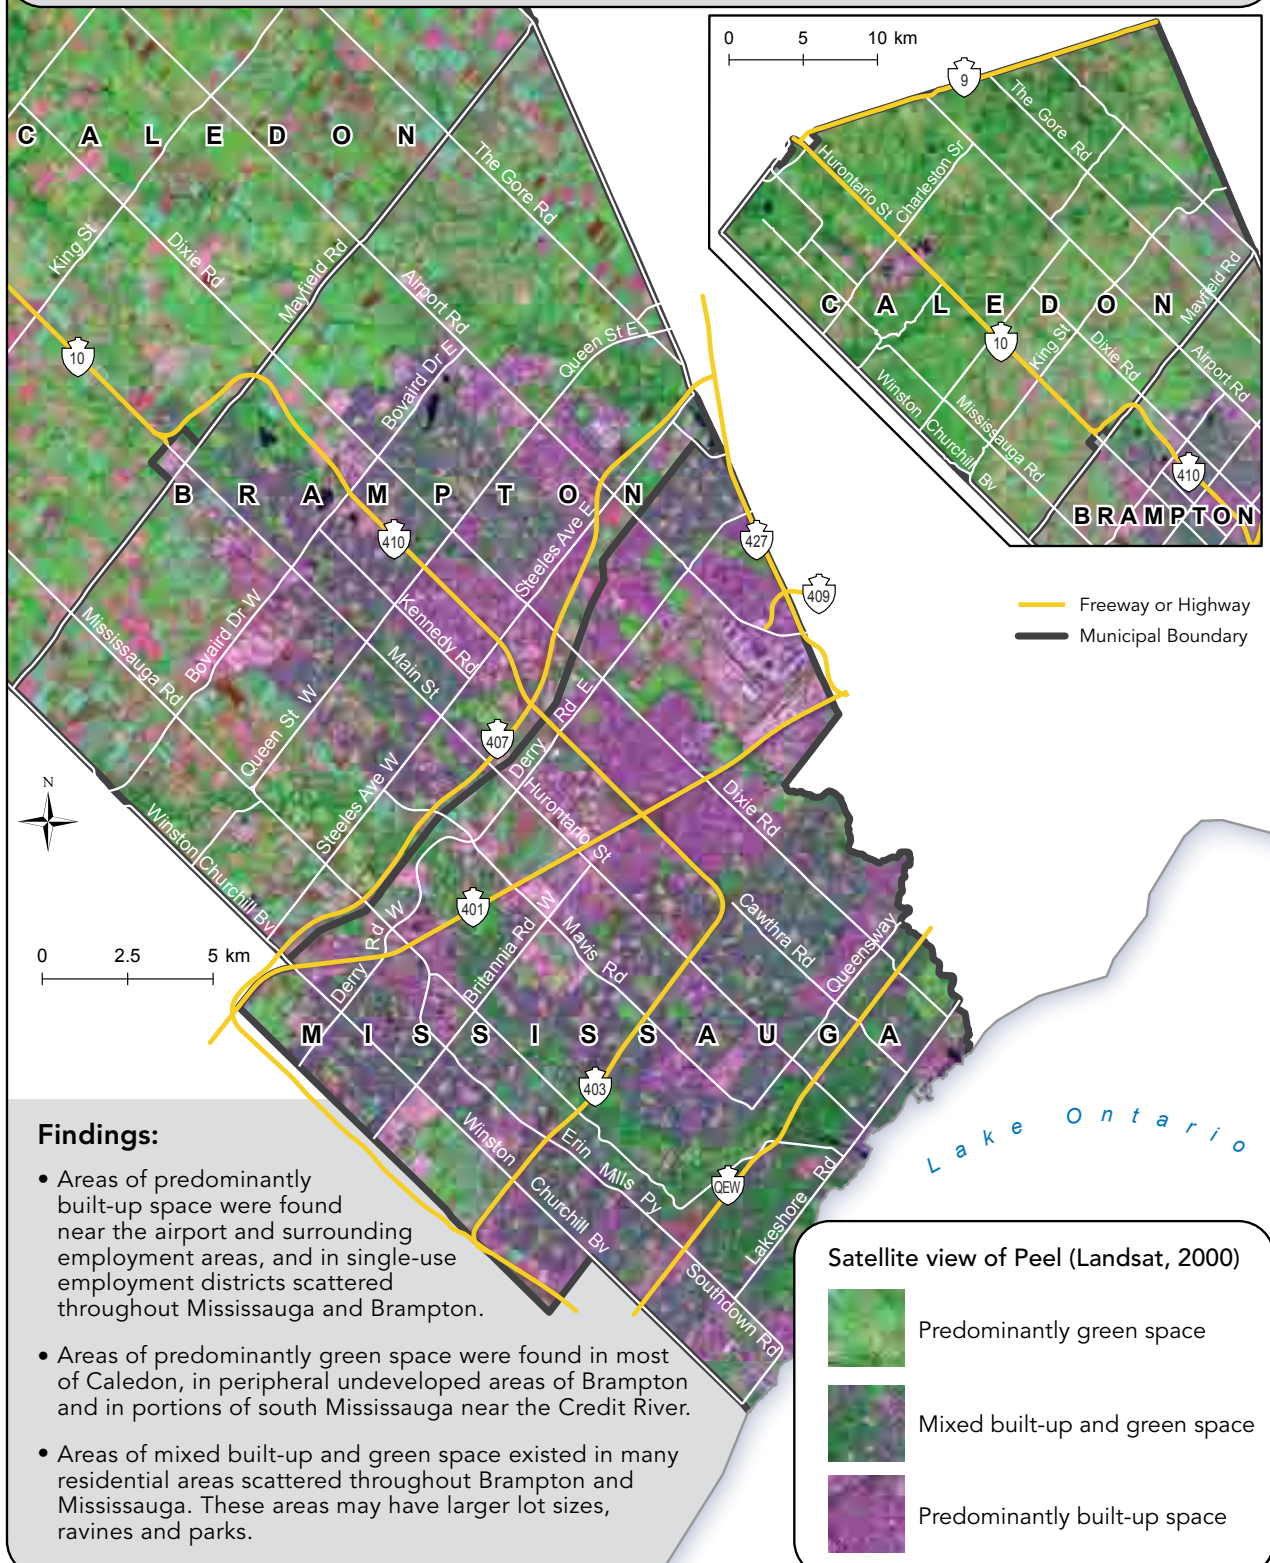 C A L E D O N
King St
Dixie Rd
Mayfield Rd
The Gore Rd
Airport Rd
Bovaird Dr E
Queen St E
10
B R A M P T O N
410
Steeles Ave E
427
409
Mississauga Rd
Bovaird Dr W
Kennedy Rd
Main St
Queen St W
Steeles Ave W
407
Derry Rd E
Hurontario St
Dixie Rd
N
Winston Churchill Bv
401
Derry Rd W
Britannia Rd W
Mavis Rd
Cawthra Rd
Queensway
0 2.5 5 km
M I S S I S S A U G A
403
Winston Churchill Bv
Erin Mlls Py
QEW
Lakeshore Rd
Southdown Rd
Lake Ontario
0 5 10 km
9
The Gore Rd
Hurontario St
Charleston Sr
C A L E D O N
Mayfield Rd
10
King St
Dixie Rd
Airport Rd
Winston Churchill Bv
Mississauga Rd
410
BRAMPTON
Freeway or Highway
Municipal Boundary
Findings:
• Areas of predominantly
built-up space were found
near the airport and surrounding
employment areas, and in single-use
employment districts scattered
throughout Mississauga and Brampton.
• Areas of predominantly green space were found in most
of Caledon, in peripheral undeveloped areas of Brampton
and in portions of south Mississauga near the Credit River.
• Areas of mixed built-up and green space existed in many
residential areas scattered throughout Brampton and
Mississauga. These areas may have larger lot sizes,
ravines and parks.
Satellite view of Peel (Landsat, 2000)
Predominantly green space
Mixed built-up and green space
Predominantly built-up space